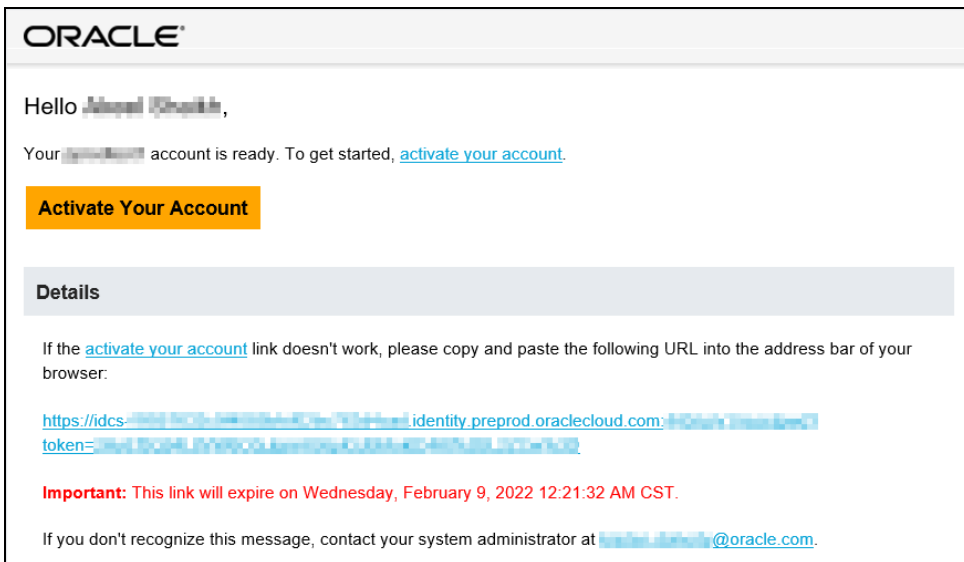 ORACLE
Hello ,
Your account is ready. To get started, activate your account.
Activate Your Account
Details
If the activate your account link doesn't work, please copy and paste the following URL into the address bar of your
browser:
https://idcs- .identity.preprod.oraclecloud.com:
token=
Important: This link will expire on Wednesday, February 9, 2022 12:21:32 AM CST.
If you don't recognize this message, contact your system administrator at @oracle.com.